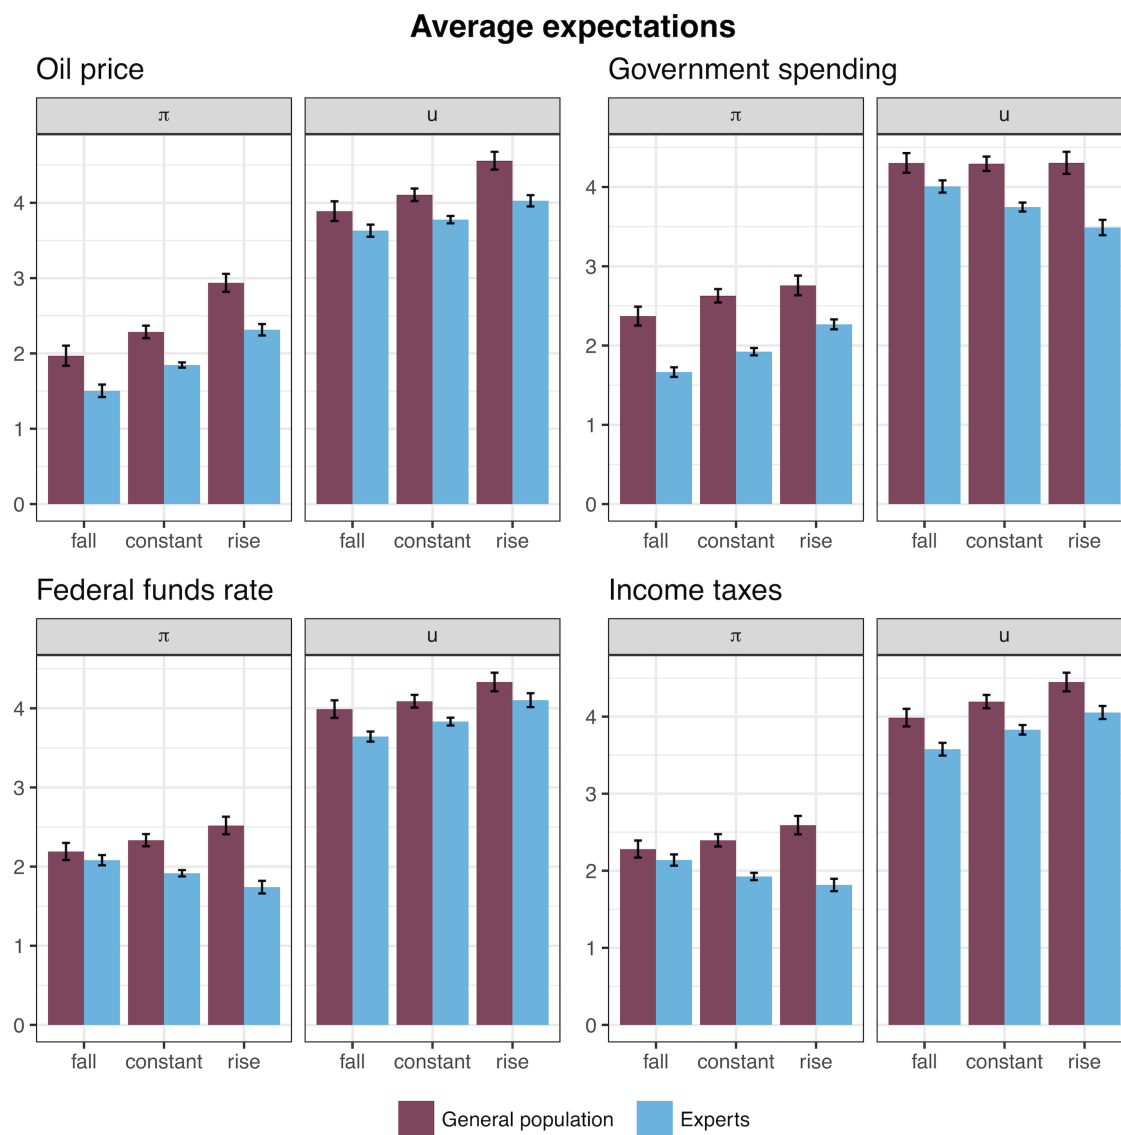 Average expectations
Oil price
Government spending
π
u
π
u
4
3
2
1
0
4
3
2
1
0
fall
constant
rise
fall
constant
rise
fall
constant
rise
fall
constant
rise
Federal funds rate
Income taxes
π
u
π
u
4
3
2
1
0
4
3
2
1
0
fall
constant
rise
fall
constant
rise
fall
constant
rise
fall
constant
rise
General population
Experts